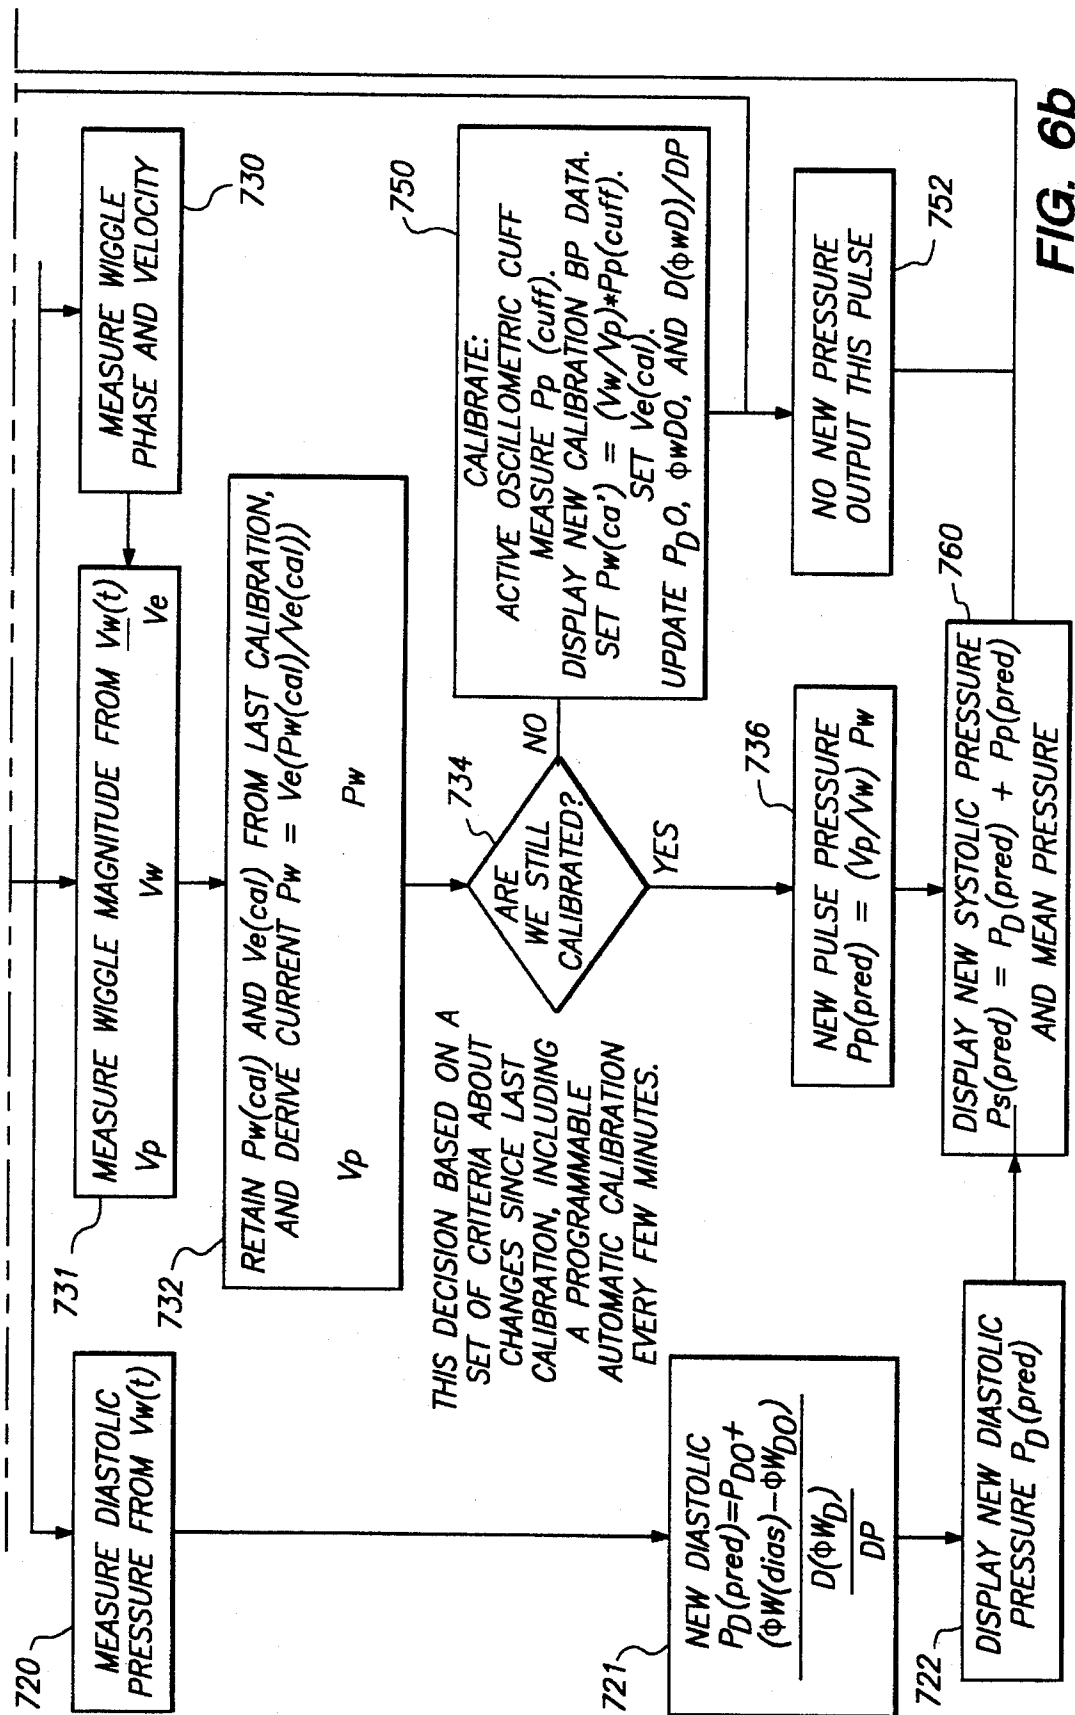 720
MEASURE DIASTOLIC
PRESSURE FROM Vw(t)
731
MEASURE WIGGLE MAGNITUDE FROM Vw(t)
Vp Vw Ve
MEASURE WIGGLE
PHASE AND VELOCITY
730
732
RETAIN Pw(cal) AND Ve(cal) FROM LAST CALIBRATION,
AND DERIVE CURRENT Pw = Ve(Pw(cal)/Ve(cal))
Vp Pw
THIS DECISION BASED ON A
SET OF CRITERIA ABOUT
CHANGES SINCE LAST
CALIBRATION, INCLUDING
A PROGRAMMABLE
AUTOMATIC CALIBRATION
EVERY FEW MINUTES.
734
ARE
WE STILL
CALIBRATED?
NO
YES
750
CALIBRATE:
ACTIVE OSCILLOMETRIC CUFF
MEASURE Pp (cuff).
DISPLAY NEW CALIBRATION BP DATA.
SET Pw(ca') = (Vw/Vp)*Pp(cuff).
SET Ve(cal).
UPDATE PDO, ΦwDO, AND D(ΦwD)/DP
721
NEW DIASTOLIC
PD(pred)=PDO+
(ΦW(dias)−ΦWDO)
D(ΦWD)
DP
736
NEW PULSE PRESSURE
Pp(pred) = (Vp/Vw) Pw
NO NEW PRESSURE
OUTPUT THIS PULSE
752
722
DISPLAY NEW DIASTOLIC
PRESSURE PD(pred)
760
DISPLAY NEW SYSTOLIC PRESSURE
Ps(pred) = PD(pred) + Pp(pred)
AND MEAN PRESSURE
FIG. 6b